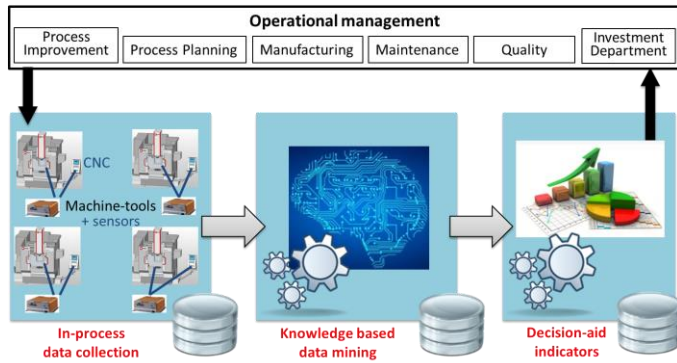 Operational management
Process
Improvement
Process Planning
Manufacturing
Maintenance
Quality
Investment
Department
CNC
Machine-tools
+ sensors
In-process
data collection
Knowledge based
data mining
Decision-aid
indicators